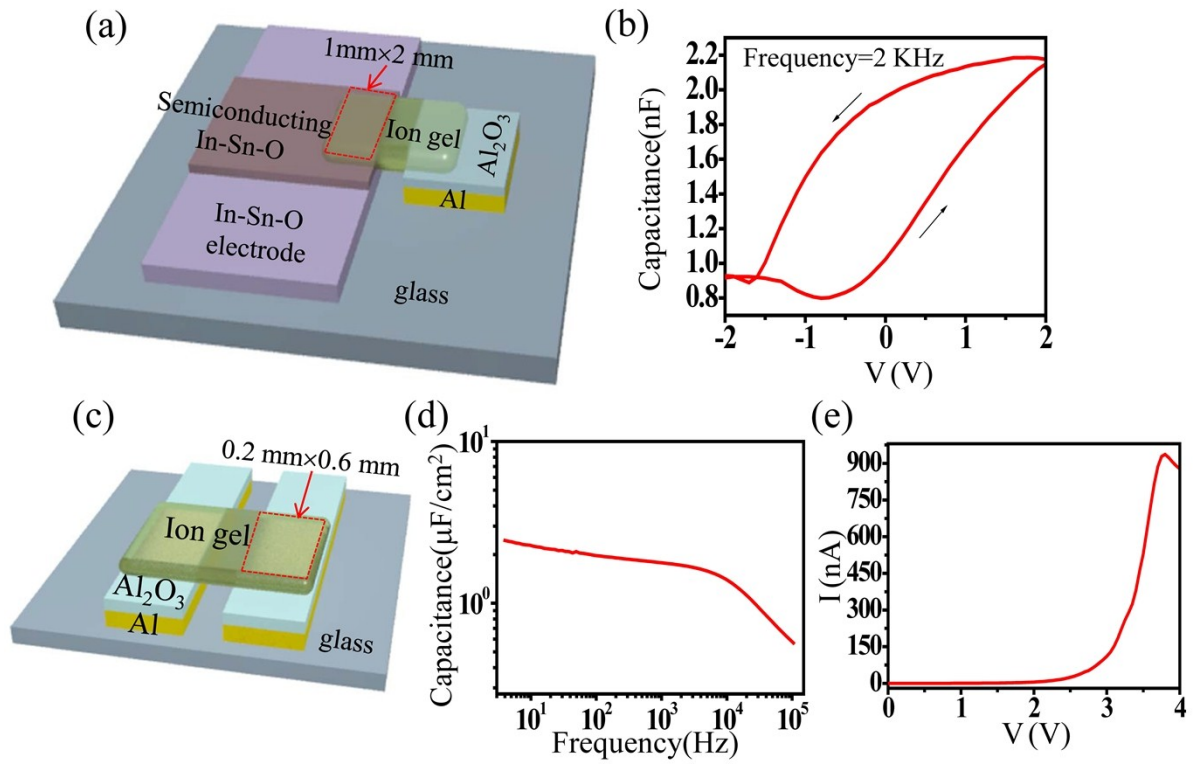 (a)
1mm×2 mm
Semiconducting
In-Sn-O
Ion gel
Al₂O₃
Al
In-Sn-O
electrode
glass
(b)
Frequency=2 KHz
Capacitance(nF)
2.2
2.0
1.8
1.6
1.4
1.2
1.0
0.8
-2 -1 0 1 2
V (V)
(c)
0.2 mm×0.6 mm
Ion gel
Al₂O₃
Al
glass
(d)
Capacitance(μF/cm²)
10¹
10⁰
10¹ 10² 10³ 10⁴ 10⁵
Frequency(Hz)
(e)
I (nA)
900
750
600
450
300
150
0
0 1 2 3 4
V (V)